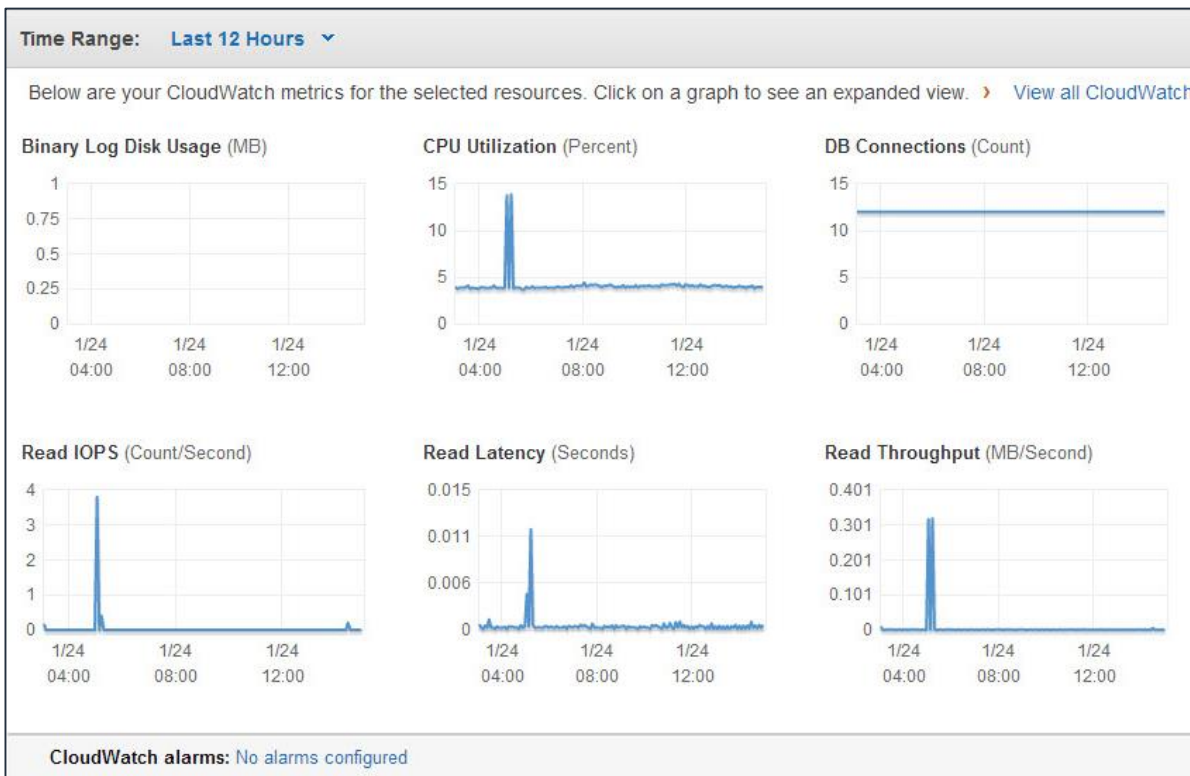 Time Range: Last 12 Hours
Below are your CloudWatch metrics for the selected resources. Click on a graph to see an expanded view. › View all CloudWatch
Binary Log Disk Usage (MB)
1
0.75
0.5
0.25
0
1/24 1/24 1/24
04:00 08:00 12:00
CPU Utilization (Percent)
15
10
5
0
1/24 1/24 1/24
04:00 08:00 12:00
DB Connections (Count)
15
10
5
0
1/24 1/24 1/24
04:00 08:00 12:00
Read IOPS (Count/Second)
4
3
2
1
0
1/24 1/24 1/24
04:00 08:00 12:00
Read Latency (Seconds)
0.015
0.011
0.006
0
1/24 1/24 1/24
04:00 08:00 12:00
Read Throughput (MB/Second)
0.401
0.301
0.201
0.101
0
1/24 1/24 1/24
04:00 08:00 12:00
CloudWatch alarms: No alarms configured